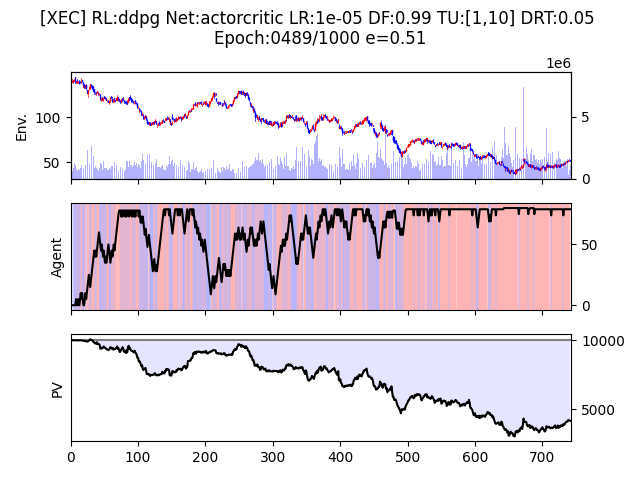 [XEC] RL:ddpg Net:actorcritic LR:1e-05 DF:0.99 TU:[1,10] DRT:0.05
Epoch:0489/1000 e=0.51
1e6
Env.
100
50
5
0
Agent
50
0
PV
10000
5000
0 100 200 300 400 500 600 700